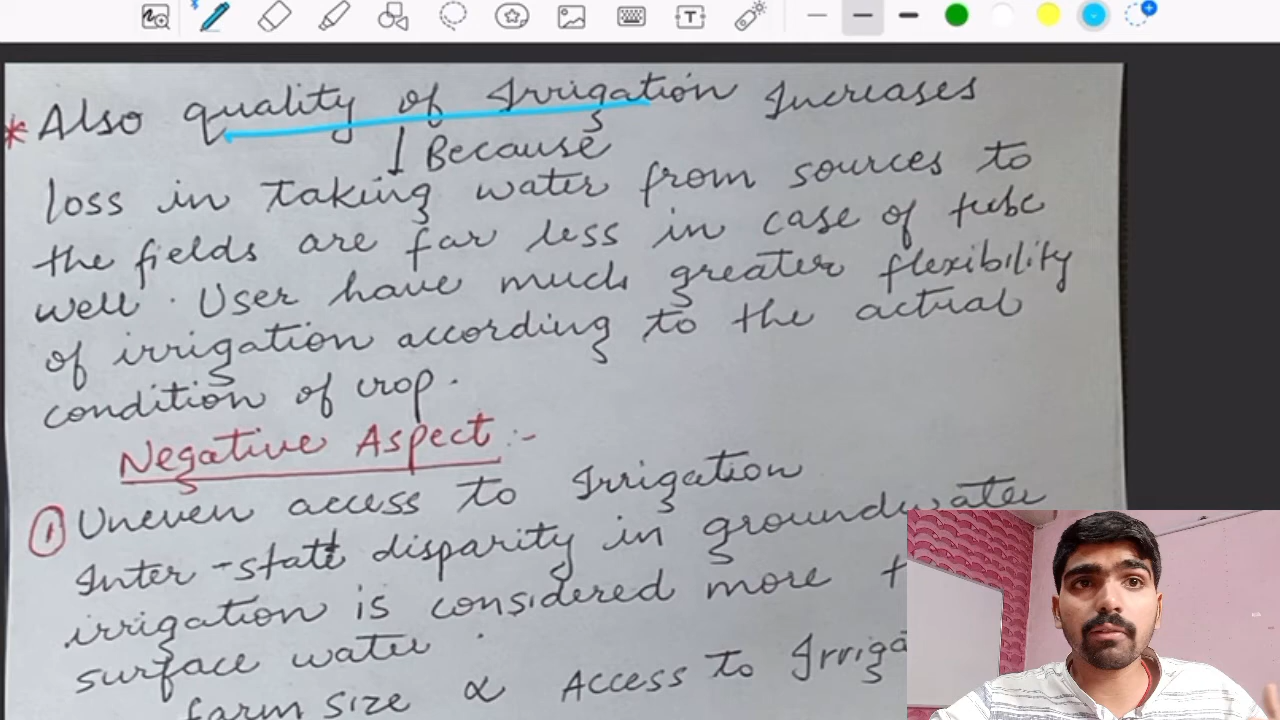 * Also quality of Irrigation Increases
↓ Because
loss in taking water from sources to
the fields are far less in case of tube
well. User have much greater flexibility
of irrigation according to the actual
condition of crop.
Negative Aspect :-
① Uneven access to Irrigation
Inter-state disparity in groundwater
irrigation is considered more
surface water.
farm size ∝ Access to